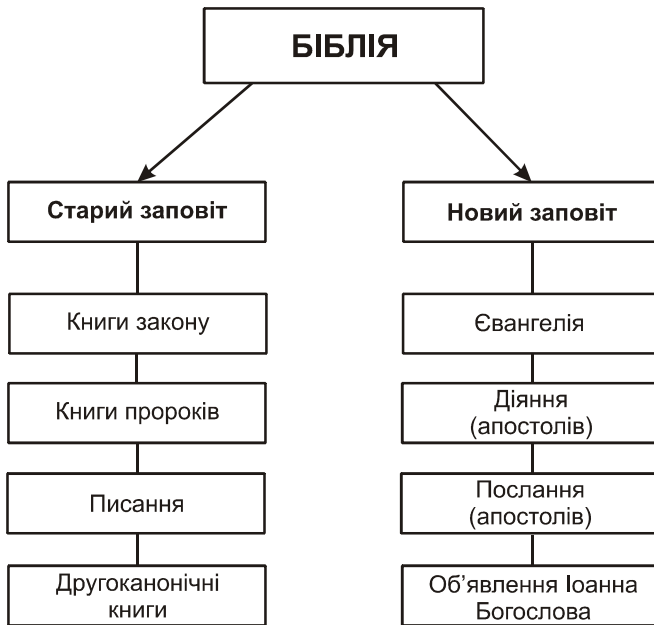 БІБЛІЯ
Старий заповіт
Книги закону
Книги пророків
Писання
Другоканонічні
книги
Новий заповіт
Євангелія
Діяння
(апостолів)
Послання
(апостолів)
Об’явлення Іоанна
Богослова